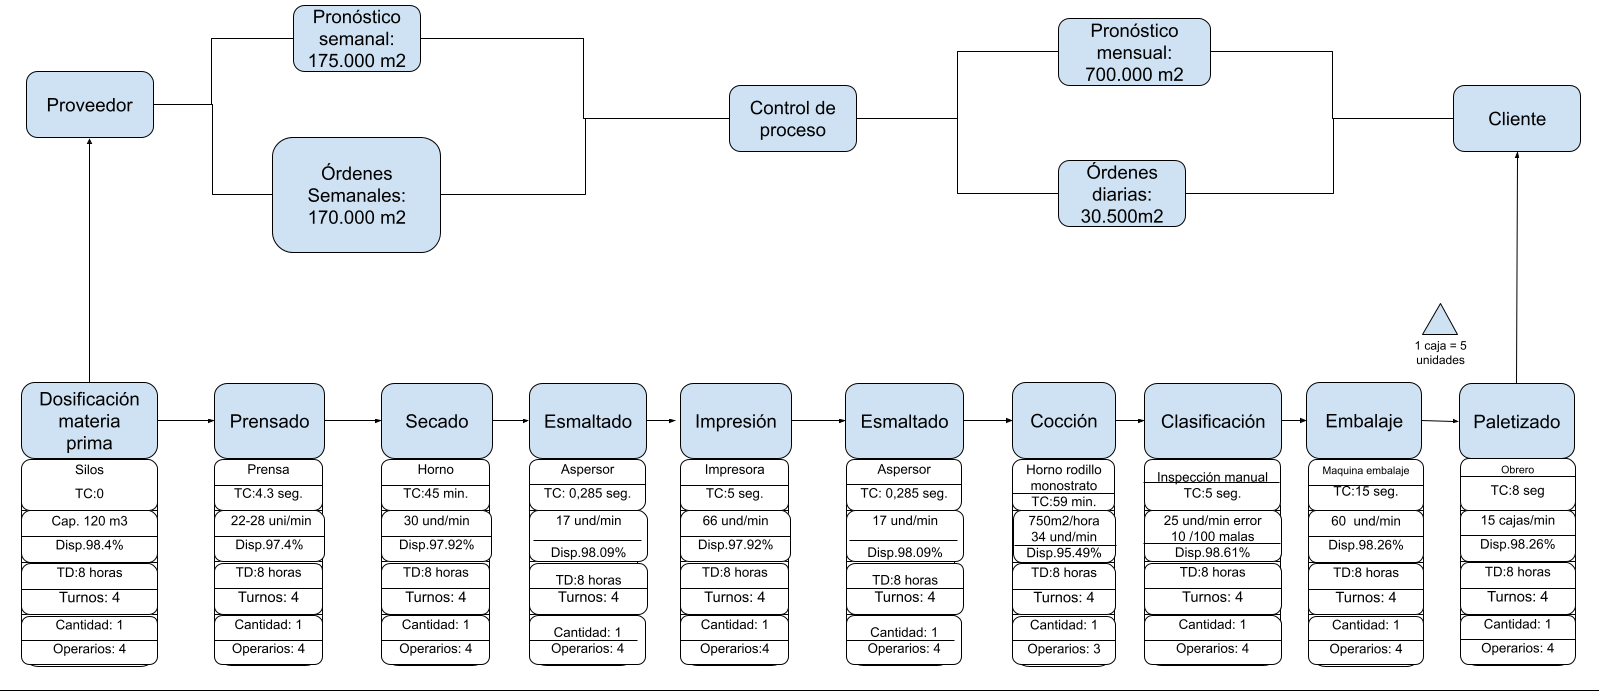 Pronóstico
semanal:
175.000 m2
Pronóstico
mensual:
700.000 m2
Proveedor
Control de
proceso
Cliente
Órdenes
Semanales:
170.000 m2
Órdenes
diarias:
30.500m2
1 caja = 5
unidades
Dosificación
materia
prima
Silos
TC:0
Cap. 120 m3
Disp.98.4%
TD:8 horas
Turnos: 4
Cantidad: 1
Operarios: 4
Prensado
Prensa
TC:4.3 seg.
22-28 uni/min
Disp.97.4%
TD:8 horas
Turnos: 4
Cantidad: 1
Operarios: 4
Secado
Horno
TC:45 min.
30 und/min
Disp.97.92%
TD:8 horas
Turnos: 4
Cantidad: 1
Operarios: 4
Esmaltado
Aspersor
TC: 0,285 seg.
17 und/min
Disp.98.09%
TD:8 horas
Turnos: 4
Cantidad: 1
Operarios: 4
Impresión
Impresora
TC:5 seg.
66 und/min
Disp.97.92%
TD:8 horas
Turnos: 4
Cantidad: 1
Operarios:4
Esmaltado
Aspersor
TC: 0,285 seg.
17 und/min
Disp.98.09%
TD:8 horas
Turnos: 4
Cantidad: 1
Operarios: 4
Cocción
Horno rodillo
monostrato
TC:59 min.
750m2/hora
34 und/min
Disp.95.49%
TD:8 horas
Turnos: 4
Cantidad: 1
Operarios: 3
Clasificación
Inspección manual
TC:5 seg.
25 und/min error
10 /100 malas
Disp.98.61%
TD:8 horas
Turnos: 4
Cantidad: 1
Operarios: 4
Embalaje
Maquina embalaje
TC:15 seg.
60 und/min
Disp.98.26%
TD:8 horas
Turnos: 4
Cantidad: 1
Operarios: 4
Paletizado
Obrero
TC:8 seg
15 cajas/min
Disp.98.26%
TD:8 horas
Turnos: 4
Cantidad: 1
Operarios: 4